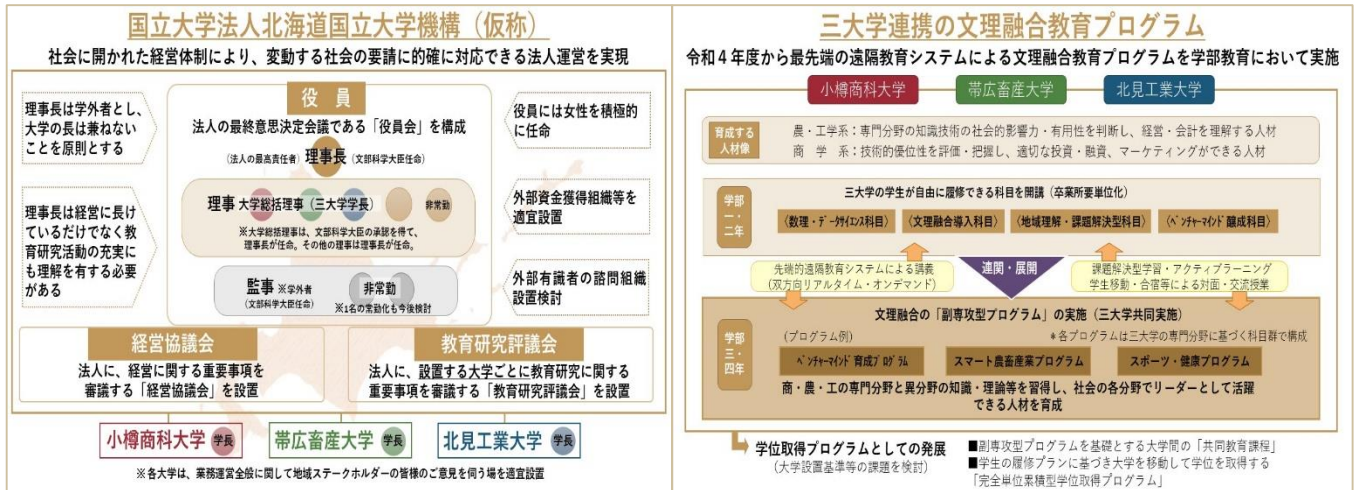 国立大学法人北海道国立大学機構（仮称）
社会に開かれた経営体制により、変動する社会の要請に的確に対応できる法人運営を実現
理事長は学外者とし、
大学の長は兼ねない
ことを原則とする
理事長は経営に長け
ているだけでなく教
育研究活動の充実に
も理解を有する必要
がある
役員
法人の最終意思決定会議である「役員会」を構成
（法人の最高責任者）理事長（文部科学大臣任命）
理事 大学総括理事（三大学学長） 非常勤
※大学総括理事は、文部科学大臣の承認を得て、
理事長が任命。その他の理事は理事長が任命。
監事 ※学外者
（文部科学大臣任命）
非常勤
※1名の常勤化も今後検討
役員には女性を積極的
に任命
外部資金獲得組織等を
適宜設置
外部有識者の諮問組織
設置検討
経営協議会
法人に、経営に関する重要事項を
審議する「経営協議会」を設置
教育研究評議会
法人に、設置する大学ごとに教育研究に関する
重要事項を審議する「教育研究評議会」を設置
小樽商科大学 学長
帯広畜産大学 学長
北見工業大学 学長
※各大学は、業務運営全般に関して地域ステークホルダーの皆様のご意見を伺う場を適宜設置
三大学連携の文理融合教育プログラム
令和４年度から最先端の遠隔教育システムによる文理融合教育プログラムを学部教育において実施
小樽商科大学
帯広畜産大学
北見工業大学
育成する
人材像
農・工学系：専門分野の知識技術の社会的影響力・有用性を判断し、経営・会計を理解する人材
商 学 系：技術的優位性を評価・把握し、適切な投資・融資、マーケティングができる人材
学部
一・
二年
三大学の学生が自由に履修できる科目を開講（卒業所要単位化）
〈数理・データサイエンス科目〉
〈文理融合導入科目〉
〈地域理解・課題解決型科目〉
〈ベンチャーマインド醸成科目〉
先端的遠隔教育システムによる講義
（双方向リアルタイム・オンデマンド）
連関・展開
課題解決型学習・アクティブラーニング
学生移動・合宿等による対面・交流授業
学部
三・
四年
文理融合の「副専攻型プログラム」の実施（三大学共同実施）
（プログラム例）
＊各プログラムは三大学の専門分野に基づく科目群で構成
ベンチャーマインド育成プログラム
スマート農畜産業プログラム
スポーツ・健康プログラム
商・農・工の専門分野と異分野の知識・理論等を習得し、社会の各分野でリーダーとして活躍
できる人材を育成
学位取得プログラムとしての発展
（大学設置基準等の課題を検討）
■副専攻型プログラムを基礎とする大学間の「共同教育課程」
■学生の履修プランに基づき大学を移動して学位を取得する
「完全単位累積型学位取得プログラム」